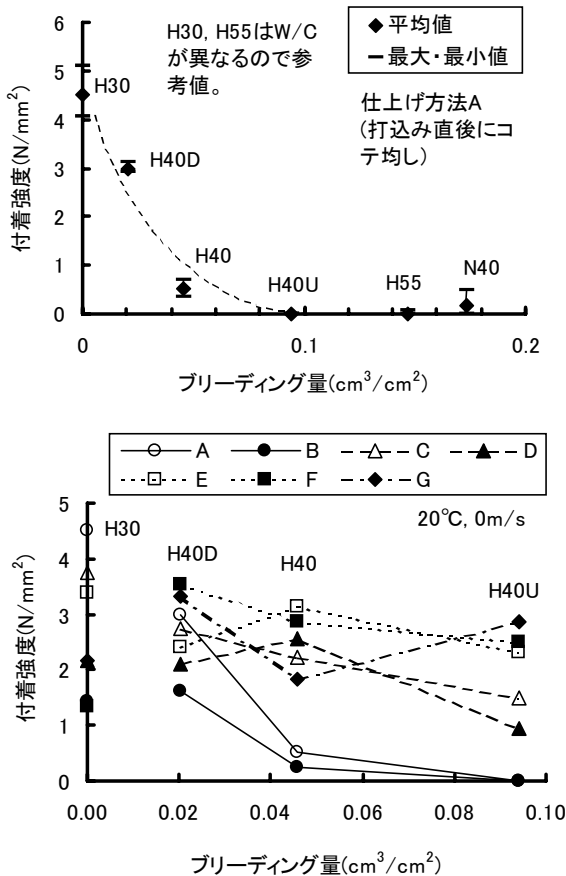 6
5
4
3
2
1
0
付着強度(N/mm²)
H30, H55はW/C
が異なるので参
考値。
平均値
最大・最小値
仕上げ方法A
(打込み直後にコ
テ均し)
H30
H40D
H40
H40U
H55
N40
0
0.1
0.2
ブリーディング量(cm³/cm²)
A
B
C
D
E
F
G
5
4
3
2
1
0
付着強度(N/mm²)
20℃, 0m/s
H30
H40D
H40
H40U
0.00
0.02
0.04
0.06
0.08
0.10
ブリーディング量(cm³/cm²)